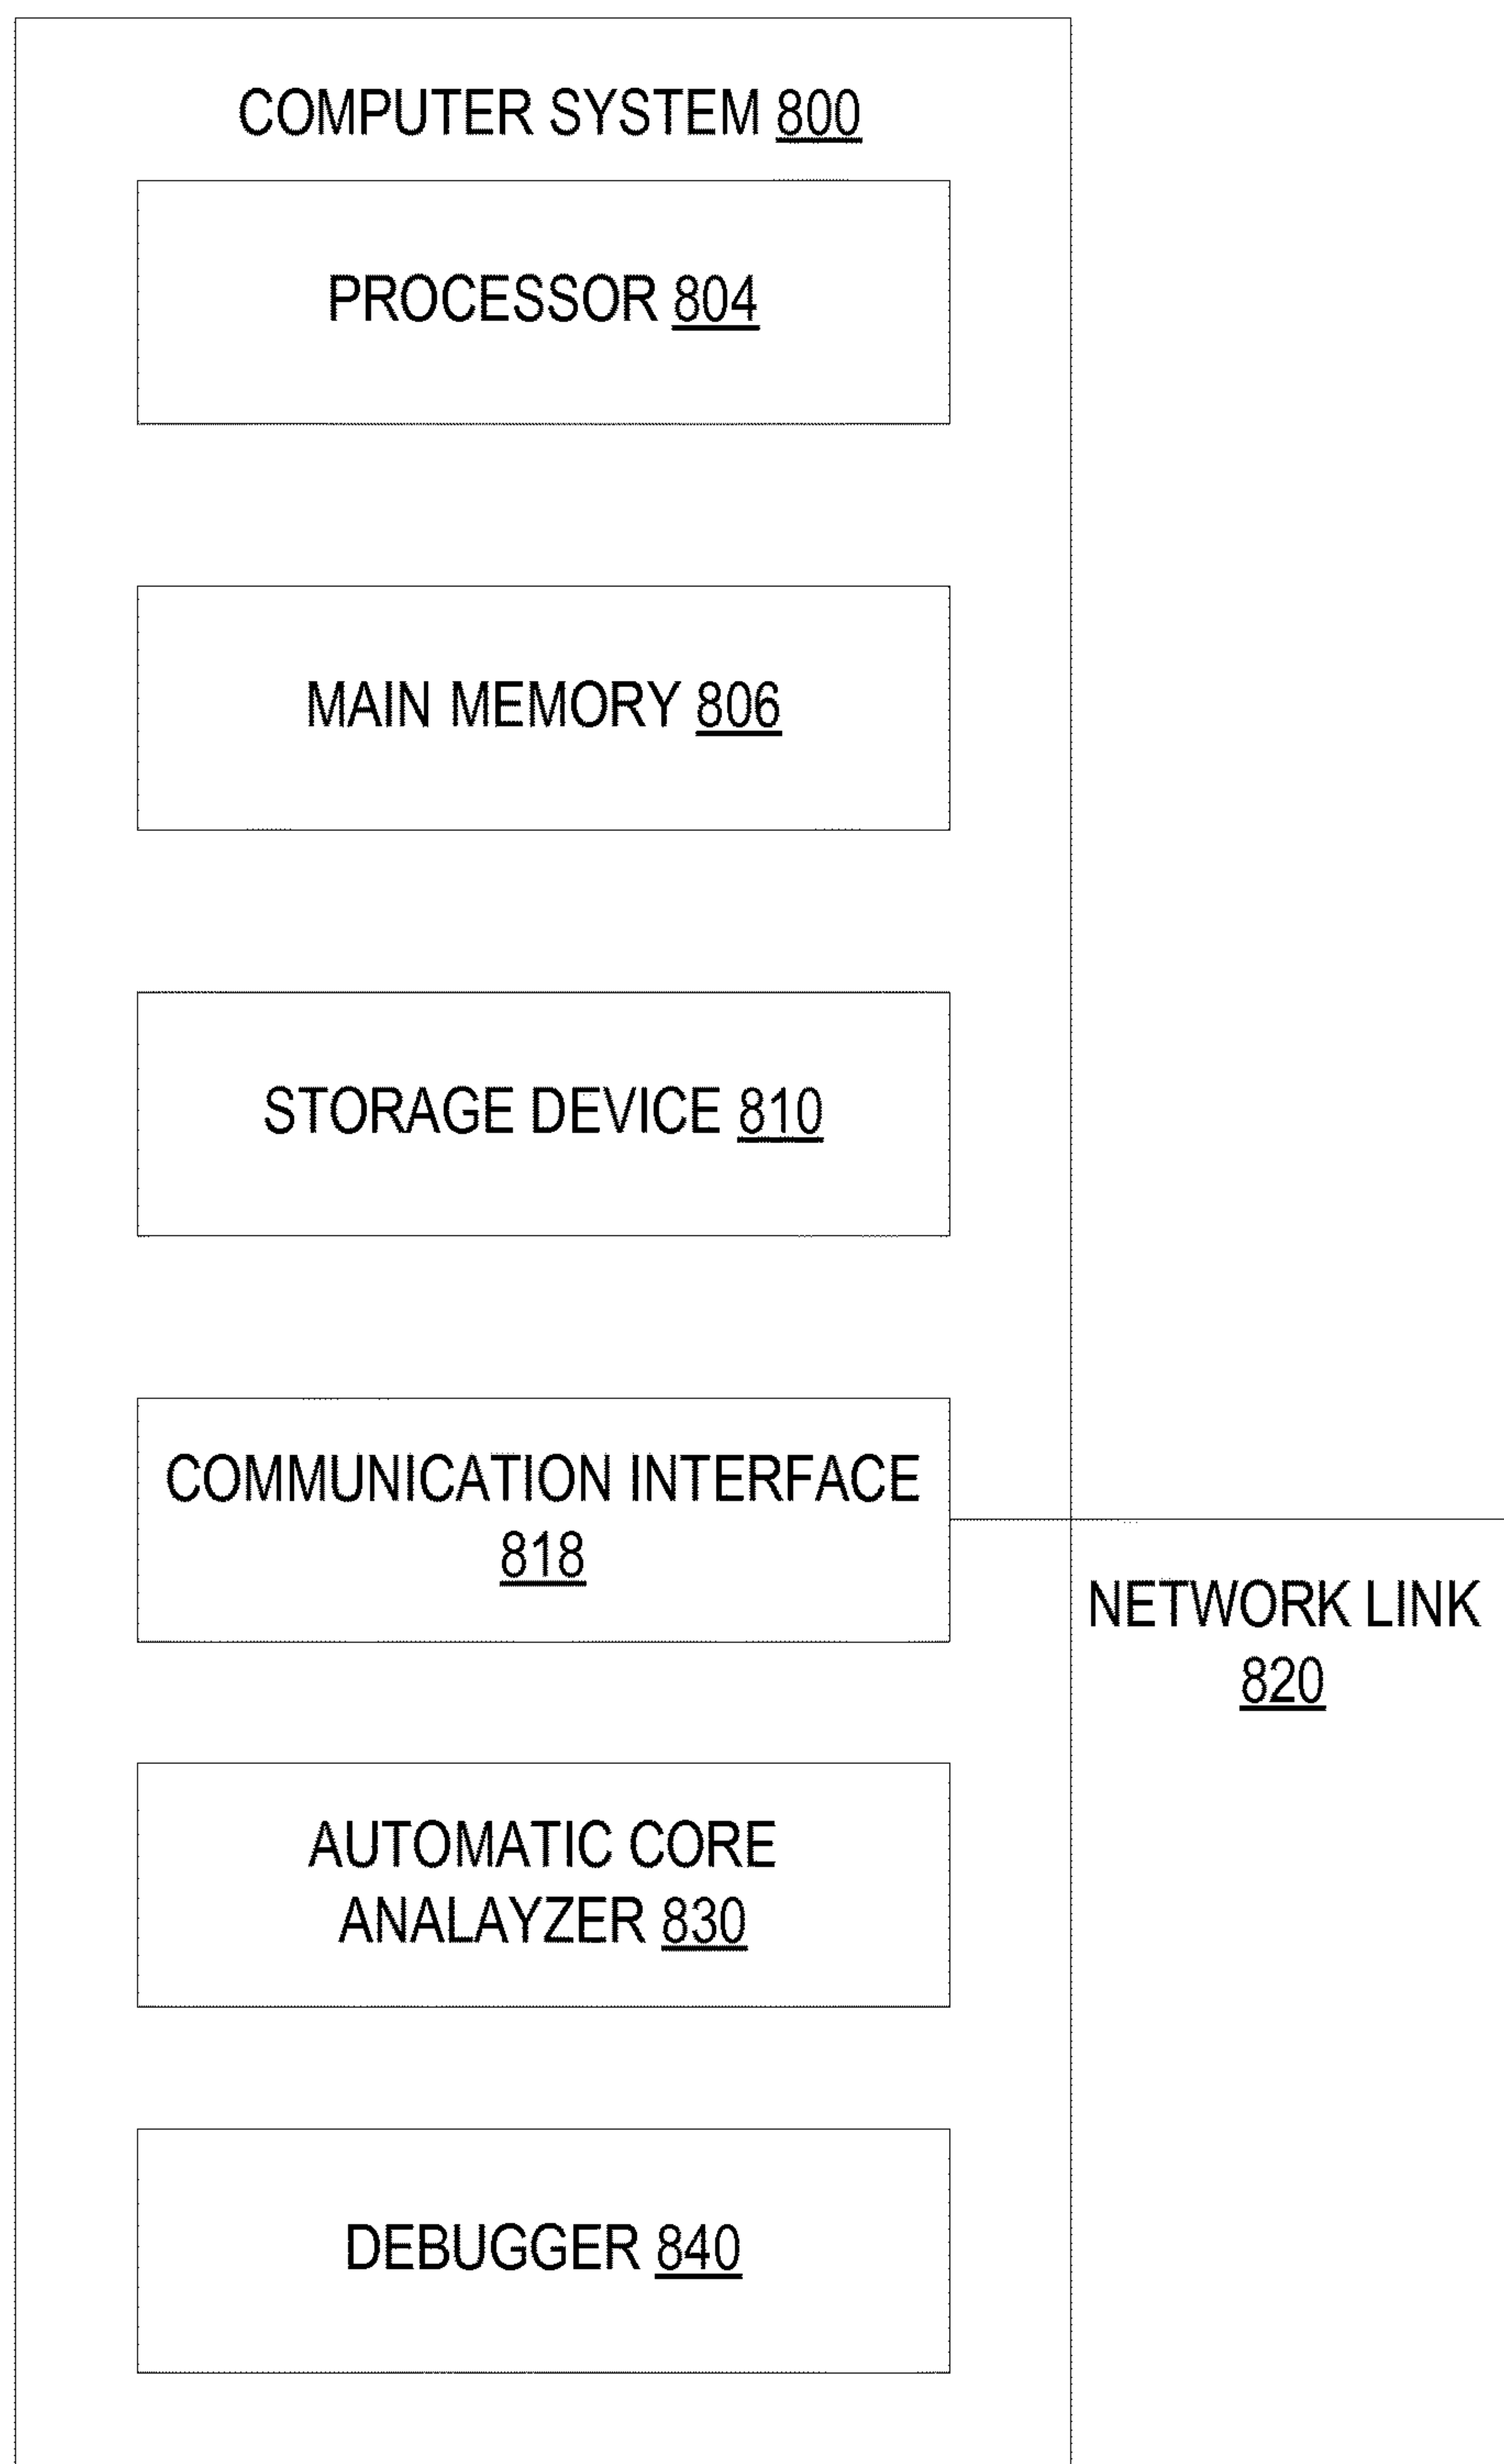 COMPUTER SYSTEM 800
PROCESSOR 804
MAIN MEMORY 806
STORAGE DEVICE 810
COMMUNICATION INTERFACE
818
NETWORK LINK
820
AUTOMATIC CORE
ANALAYZER 830
DEBUGGER 840